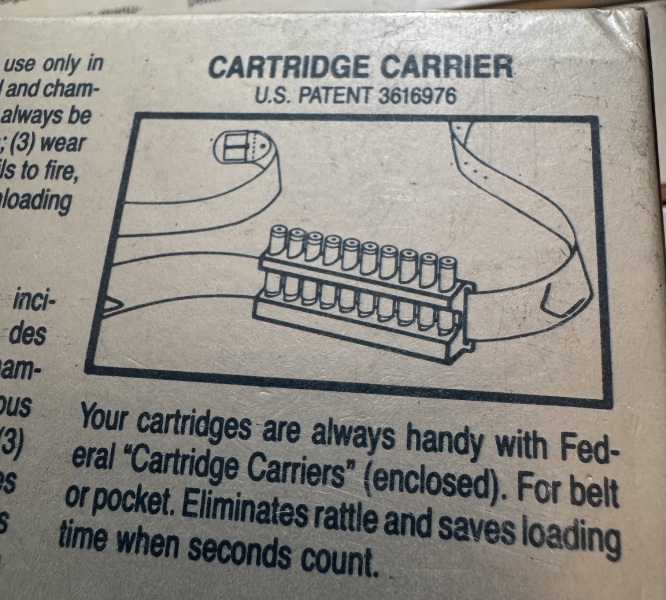 use only in
and cham-
always be
; (3) wear
ils to fire,
loading
inci-
des
am-
ous
(3)
es
s
CARTRIDGE CARRIER
U.S. PATENT 3616976
Your cartridges are always handy with Fed-
eral “Cartridge Carriers” (enclosed). For belt
or pocket. Eliminates rattle and saves loading
time when seconds count.